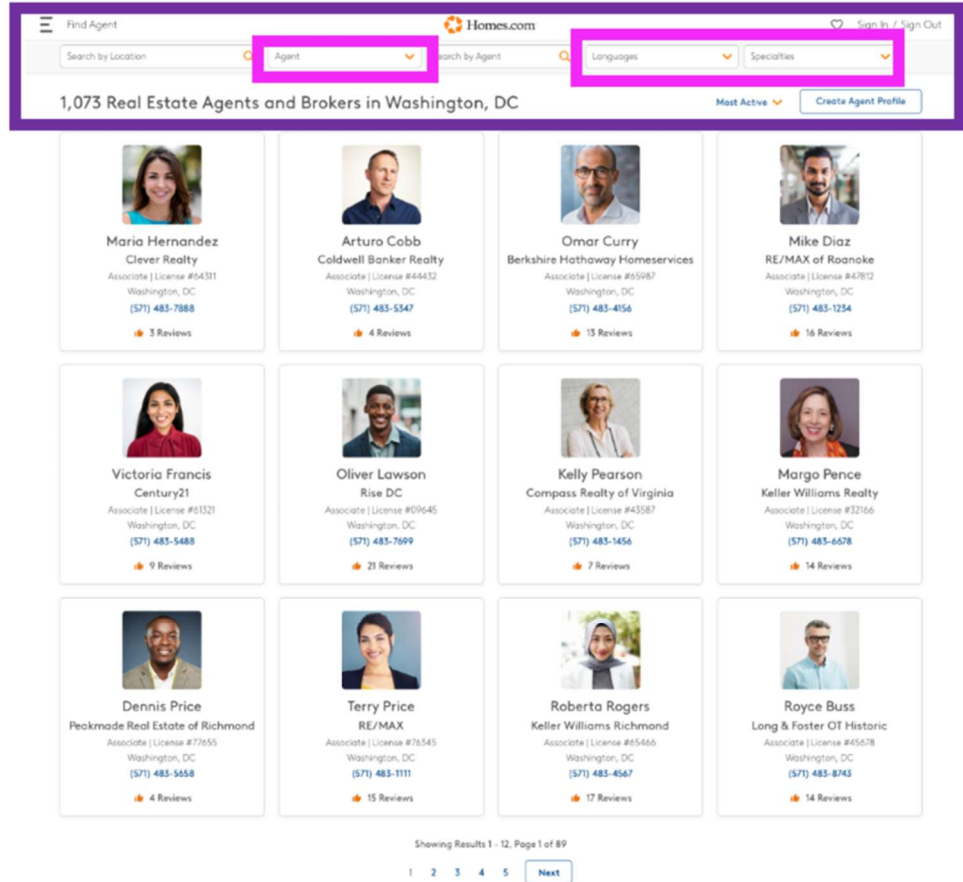 Find Agent
Homes.com
Sign In / Sign Out
Search by Location
Agent
Search by Agent
Languages
Specialties
1,073 Real Estate Agents and Brokers in Washington, DC
Most Active
Create Agent Profile
Maria Hernandez
Clever Realty
Associate | License #64311
Washington, DC
(571) 483-7888
3 Reviews
Arturo Cobb
Coldwell Banker Realty
Associate | License #44432
Washington, DC
(571) 483-5347
4 Reviews
Omar Curry
Berkshire Hathaway Homeservices
Associate | License #65987
Washington, DC
(571) 483-4156
13 Reviews
Mike Diaz
RE/MAX of Roanoke
Associate | License #47812
Washington, DC
(571) 483-1234
16 Reviews
Victoria Francis
Century21
Associate | License #61321
Washington, DC
(571) 483-5488
9 Reviews
Oliver Lawson
Rise DC
Associate | License #09645
Washington, DC
(571) 483-7699
21 Reviews
Kelly Pearson
Compass Realty of Virginia
Associate | License #43587
Washington, DC
(571) 483-1456
7 Reviews
Margo Pence
Keller Williams Realty
Associate | License #32166
Washington, DC
(571) 483-6678
14 Reviews
Dennis Price
Peakmade Real Estate of Richmond
Associate | License #77655
Washington, DC
(571) 483-5658
4 Reviews
Terry Price
RE/MAX
Associate | License #76345
Washington, DC
(571) 483-1111
15 Reviews
Roberta Rogers
Keller Williams Richmond
Associate | License #65466
Washington, DC
(571) 483-4567
17 Reviews
Royce Buss
Long & Foster OT Historic
Associate | License #45678
Washington, DC
(571) 483-8743
14 Reviews
Showing Results 1 - 12, Page 1 of 89
1 2 3 4 5 Next